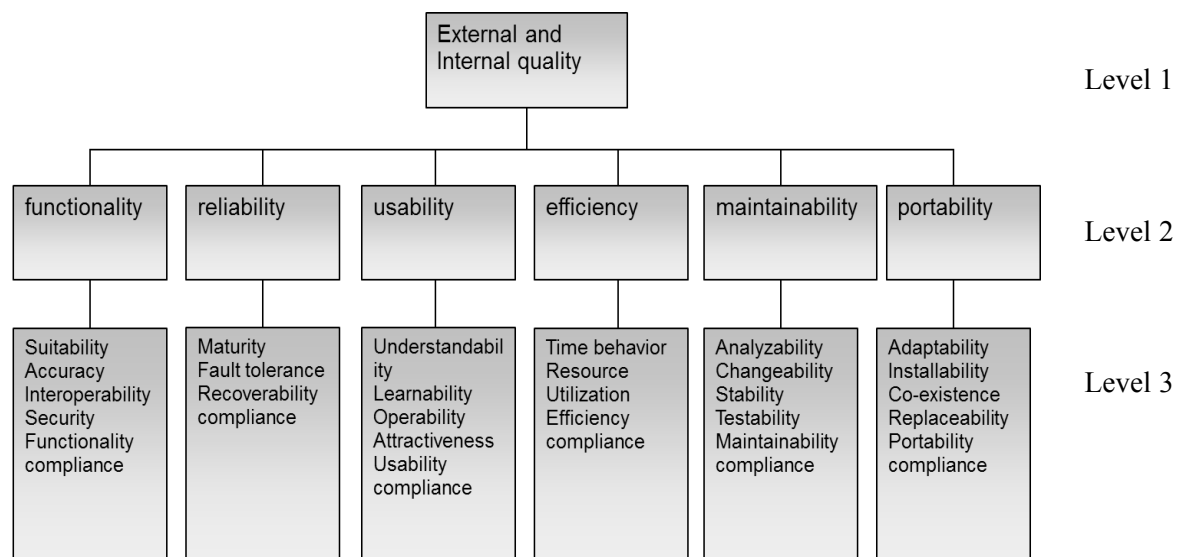 External and
Internal quality
Level 1
functionality
reliability
usability
efficiency
maintainability
portability
Level 2
Suitability
Accuracy
Interoperability
Security
Functionality
compliance
Maturity
Fault tolerance
Recoverability
compliance
Understandabil
ity
Learnability
Operability
Attractiveness
Usability
compliance
Time behavior
Resource
Utilization
Efficiency
compliance
Analyzability
Changeability
Stability
Testability
Maintainability
compliance
Adaptability
Installability
Co-existence
Replaceability
Portability
compliance
Level 3